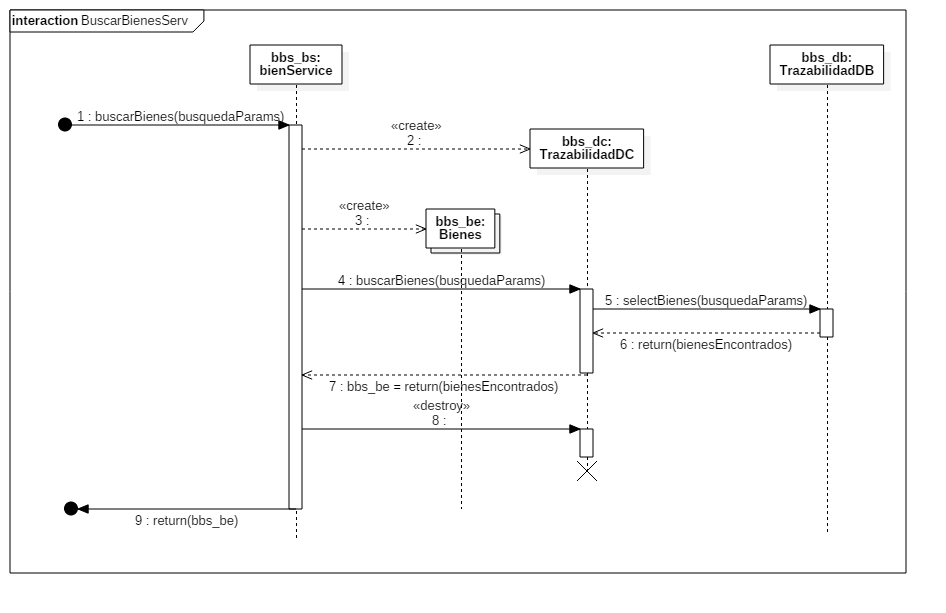 interaction BuscarBienesServ
bbs_bs:
bienService
bbs_db:
TrazabilidadDB
1 : buscarBienes(busquedaParams)
«create»
2 :
bbs_dc:
TrazabilidadDC
«create»
3 :
bbs_be:
Bienes
4 : buscarBienes(busquedaParams)
5 : selectBienes(busquedaParams)
6 : return(bienesEncontrados)
7 : bbs_be = return(bienesEncontrados)
«destroy»
8 :
9 : return(bbs_be)